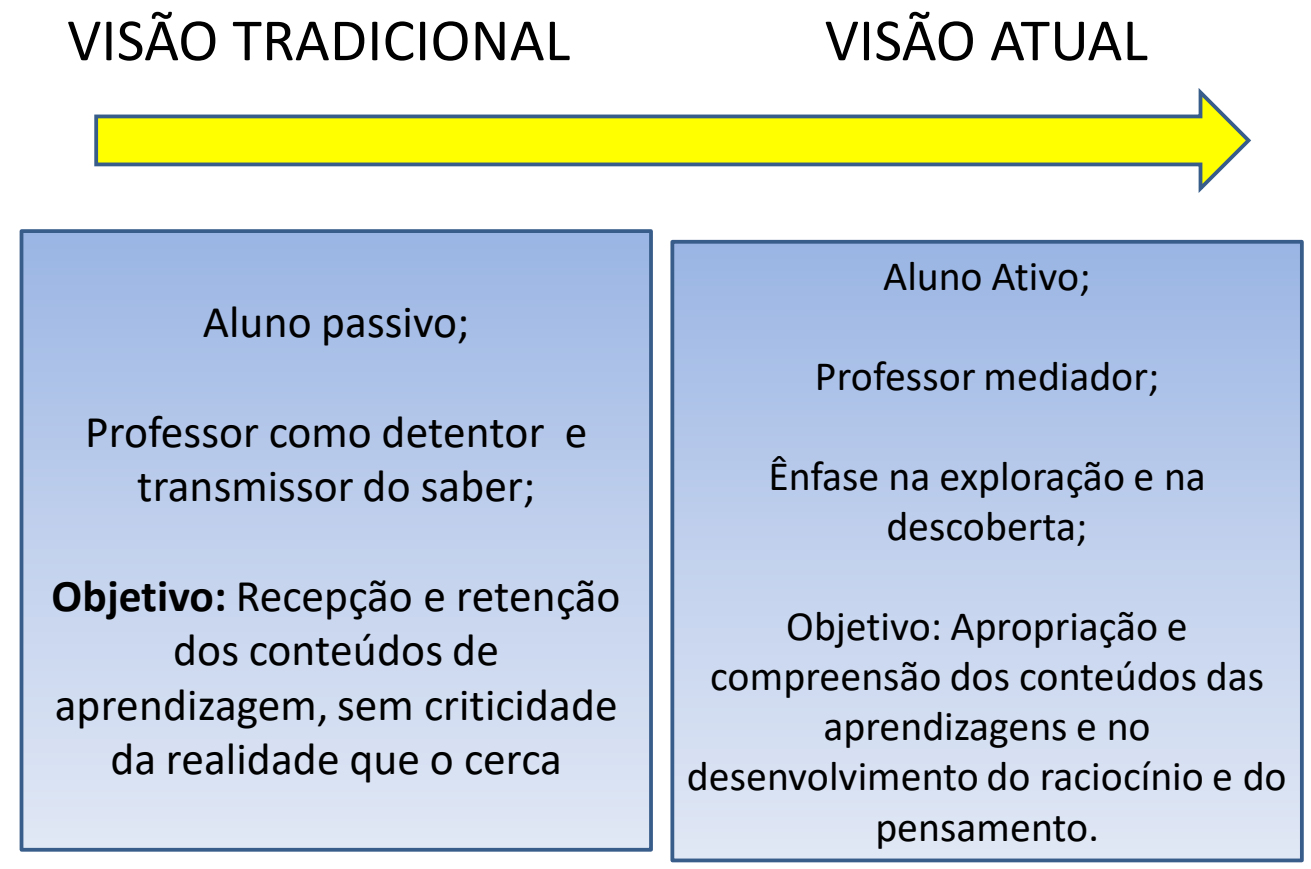 VISÃO TRADICIONAL
VISÃO ATUAL
Aluno passivo;
Professor como detentor e
transmissor do saber;
Objetivo: Recepção e retenção
dos conteúdos de
aprendizagem, sem criticidade
da realidade que o cerca
Aluno Ativo;
Professor mediador;
Ênfase na exploração e na
descoberta;
Objetivo: Apropriação e
compreensão dos conteúdos das
aprendizagens e no
desenvolvimento do raciocínio e do
pensamento.